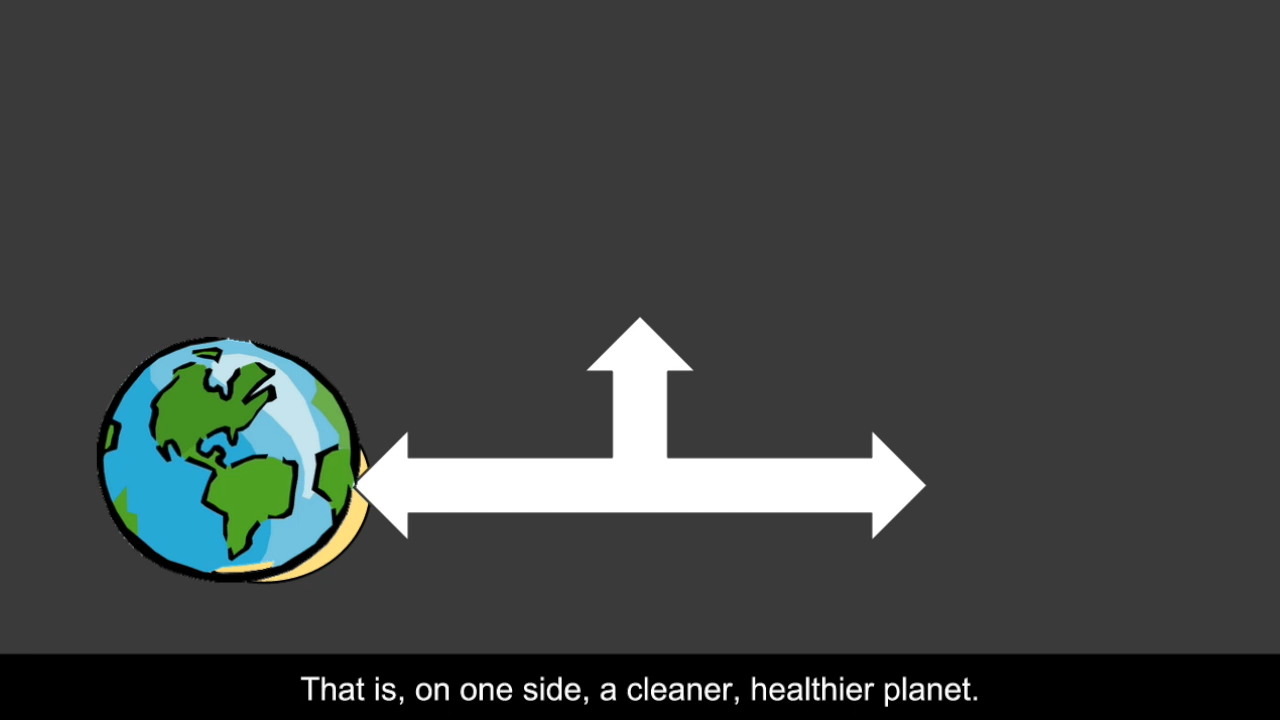 That is, on one side, a cleaner, healthier planet.